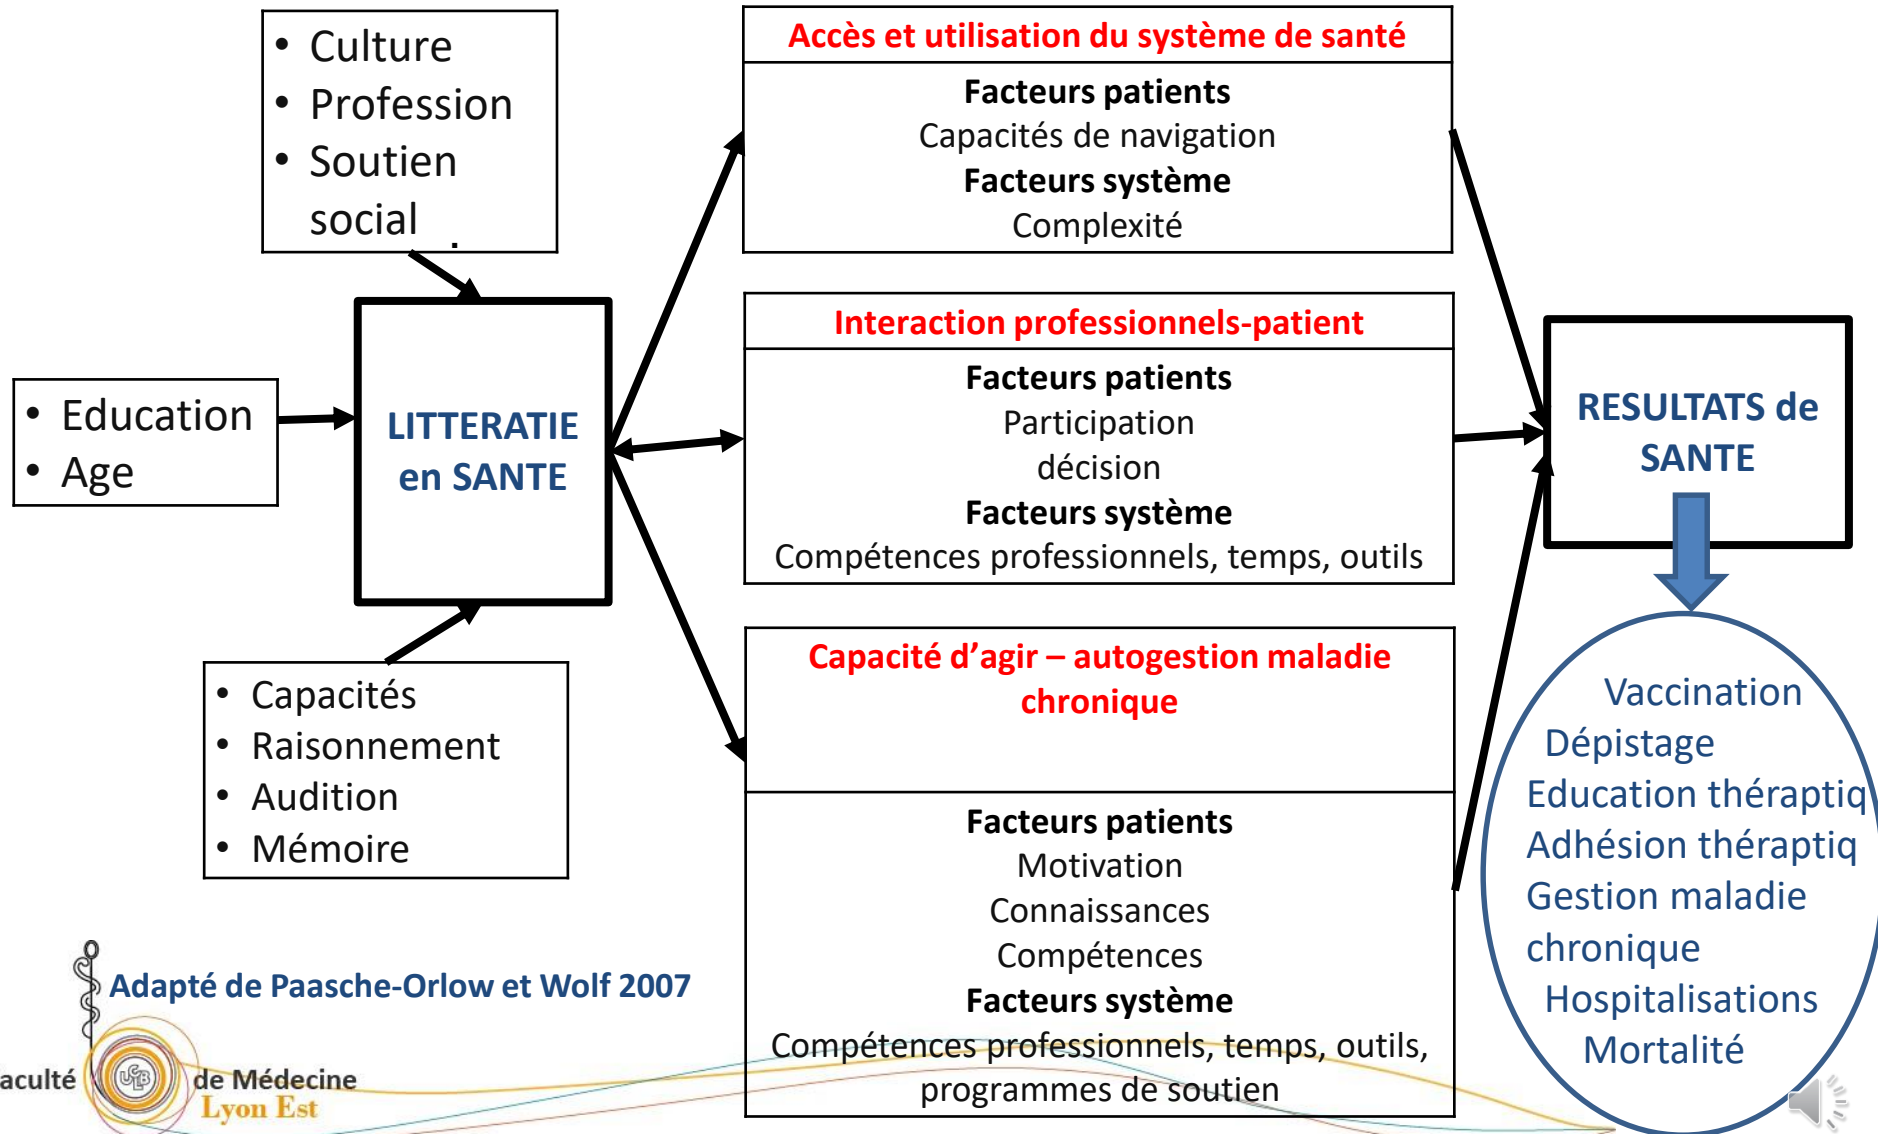 • Culture
• Profession
• Soutien
social .
• Education
• Age
LITTERATIE
en SANTE
• Capacités
• Raisonnement
• Audition
• Mémoire
Accès et utilisation du système de santé
Facteurs patients
Capacités de navigation
Facteurs système
Complexité
Interaction professionnels-patient
Facteurs patients
Participation
décision
Facteurs système
Compétences professionnels, temps, outils
Capacité d’agir – autogestion maladie
chronique
Facteurs patients
Motivation
Connaissances
Compétences
Facteurs système
Compétences professionnels, temps, outils,
programmes de soutien
RESULTATS de
SANTE
Vaccination
Dépistage
Education théraptiq
Adhésion théraptiq
Gestion maladie
chronique
Hospitalisations
Mortalité
Adapté de Paasche-Orlow et Wolf 2007
aculté de Médecine
Lyon Est